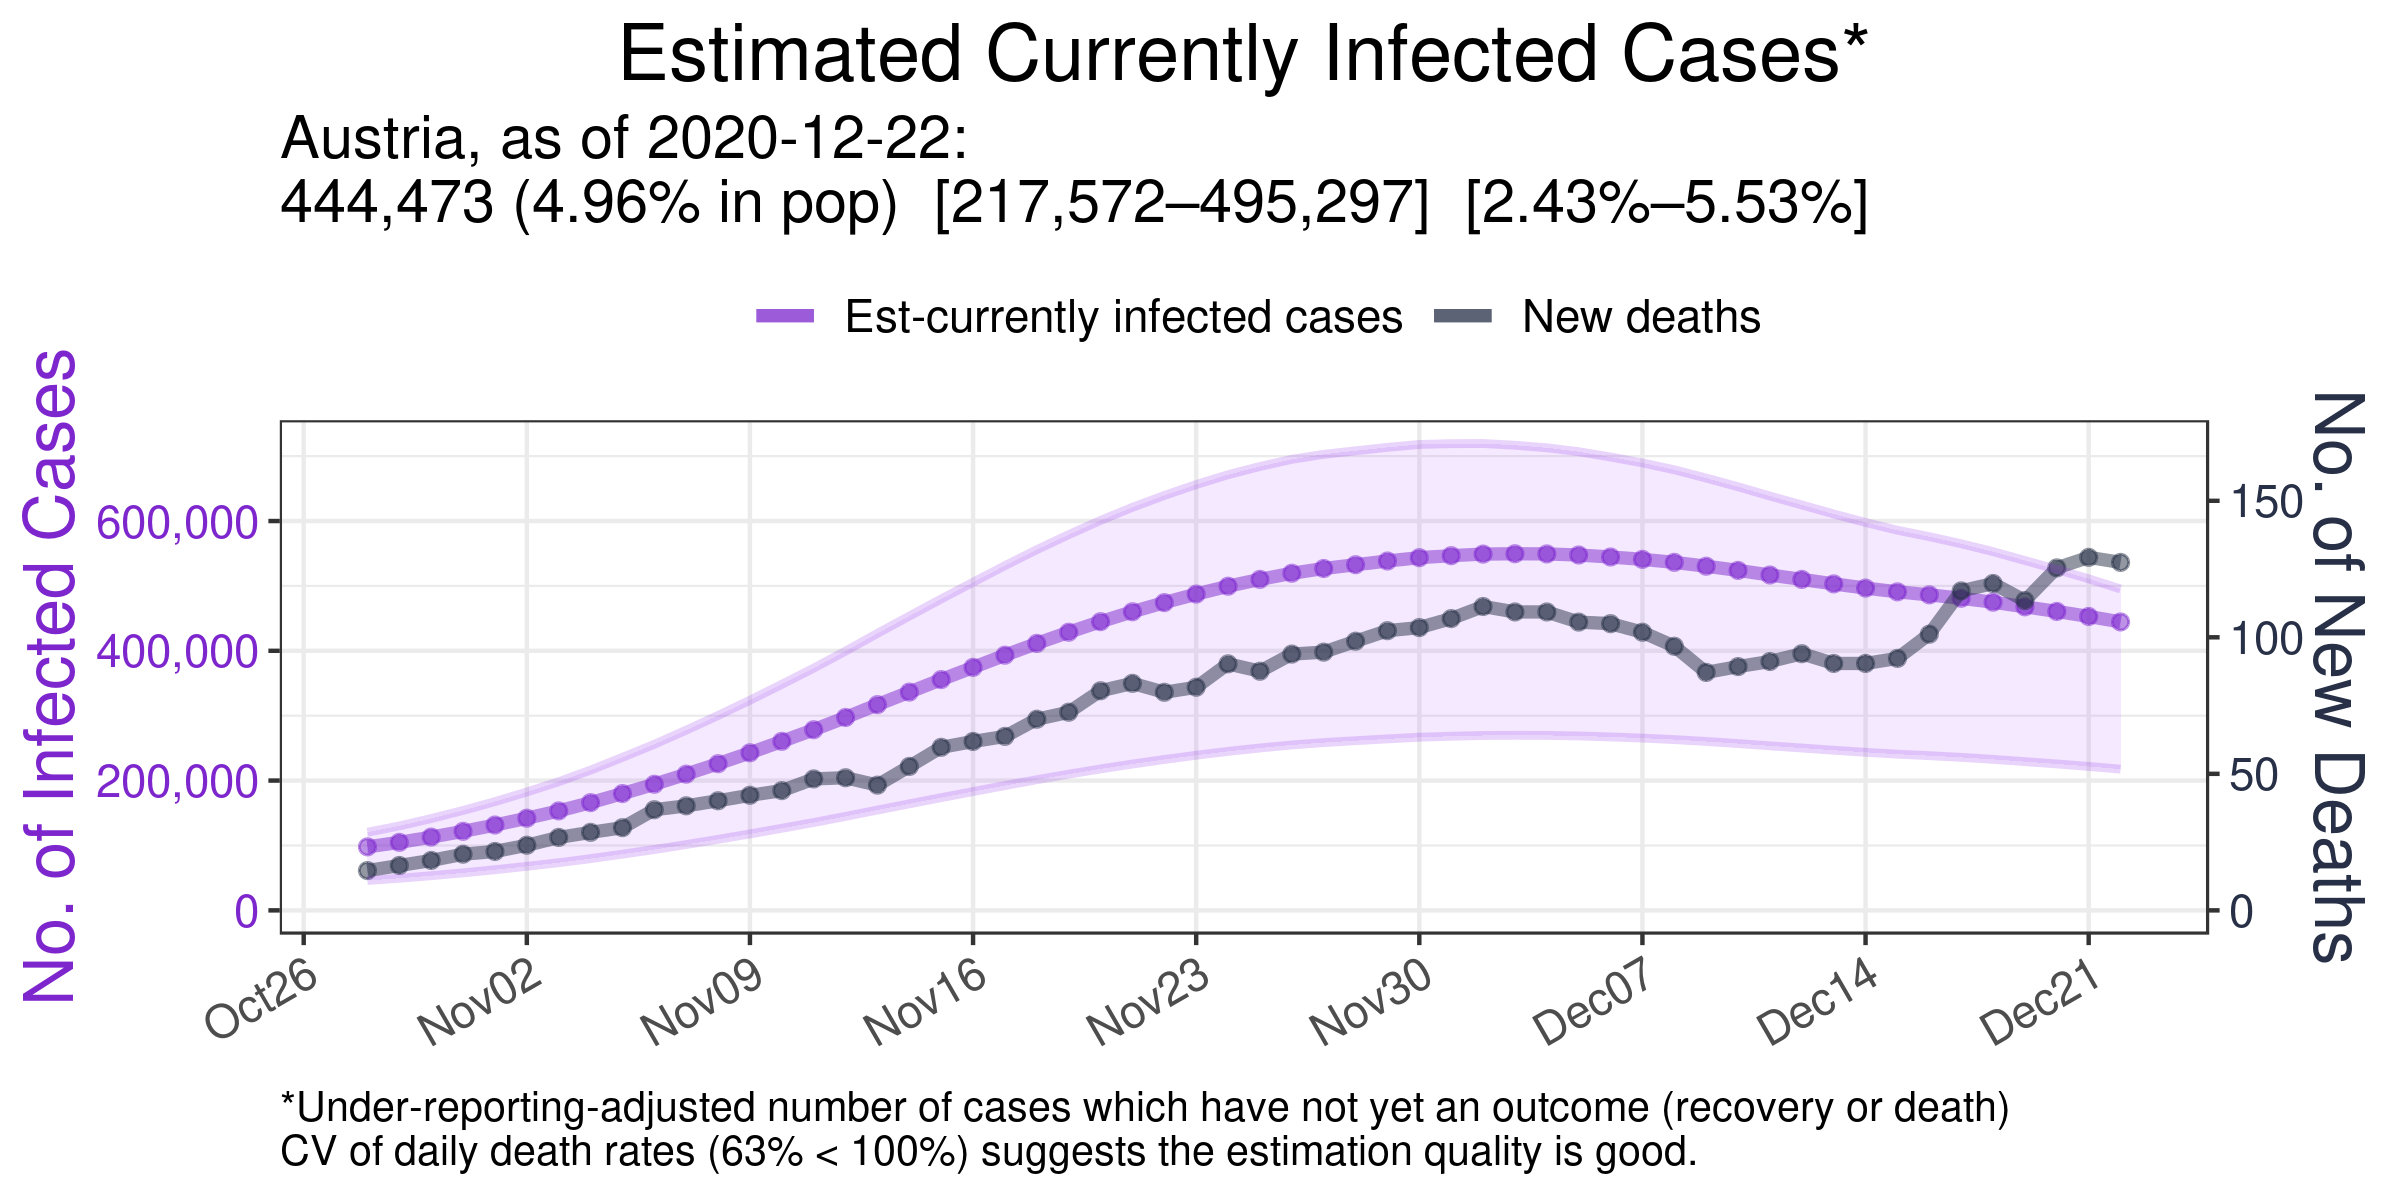 Estimated Currently Infected Cases*
Austria, as of 2020-12-22:
444,473 (4.96% in pop)  [217,572–495,297]  [2.43%–5.53%]
Est-currently infected cases
New deaths
No. of Infected Cases
600,000
400,000
200,000
0
150
100
50
0
No. of New Deaths
Oct26
Nov02
Nov09
Nov16
Nov23
Nov30
Dec07
Dec14
Dec21
*Under-reporting-adjusted number of cases which have not yet an outcome (recovery or death)
CV of daily death rates (63% < 100%) suggests the estimation quality is good.